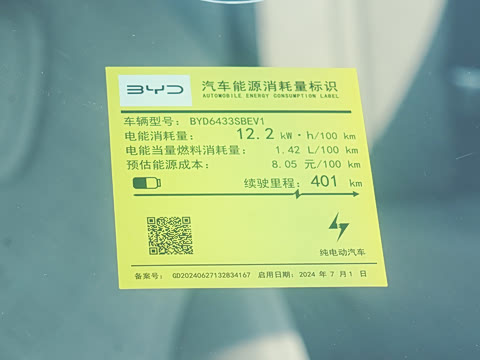 BYD 汽车能源消耗量标识
AUTOMOBILE ENERGY CONSUMPTION LABEL
车辆型号: BYD6433SBEV1
电能消耗量: 12.2 kW·h/100 km
电能当量燃料消耗量: 1.42 L/100 km
预估能源成本: 8.05 元/100 km
续驶里程: 401 km
纯电动汽车
备案号: GD20240627132834167 启用日期: 2024 年 7 月 1 日